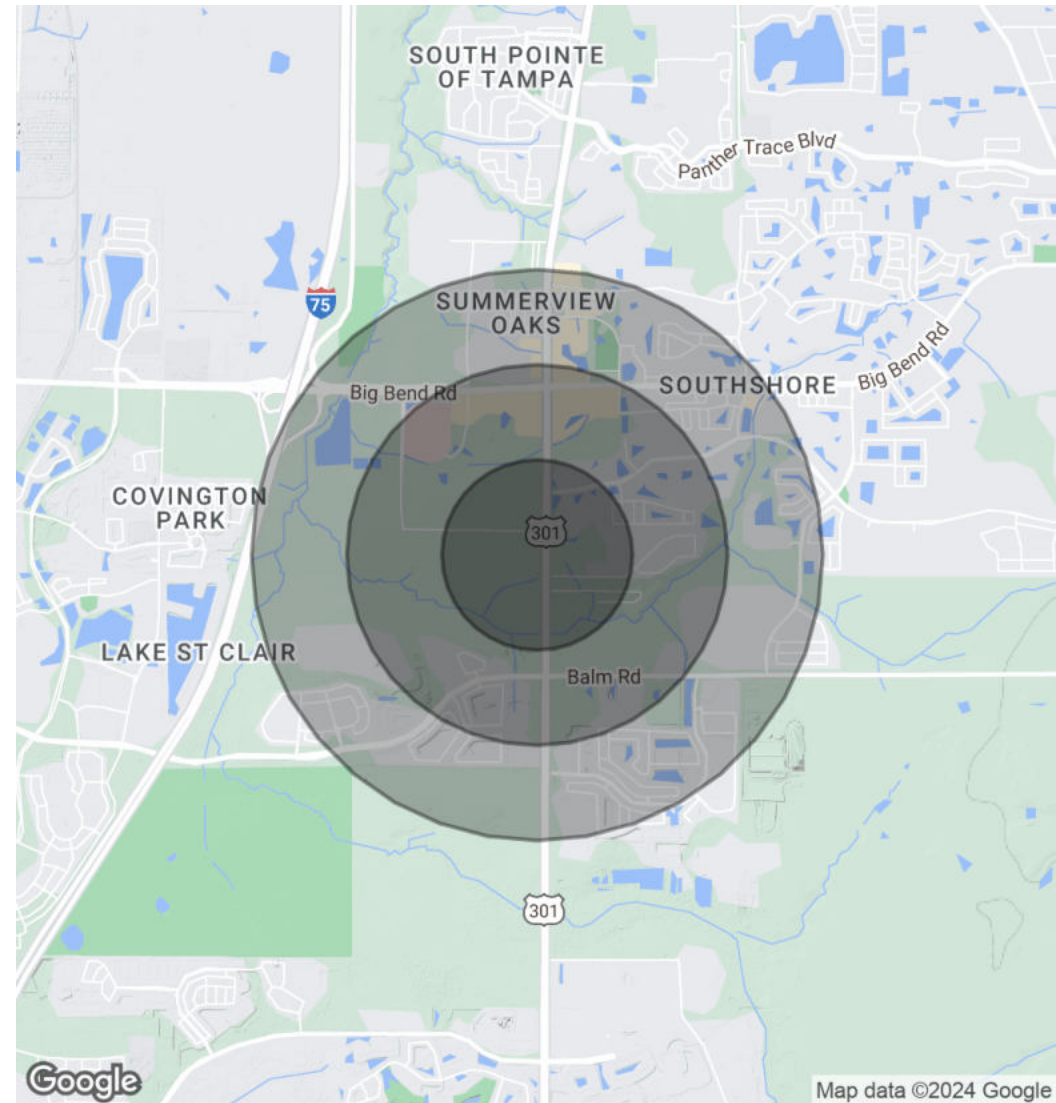 SOUTH POINTE
OF TAMPA
Panther Trace Blvd
75
SUMMERVIEW
OAKS
Big Bend Rd
SOUTHSHORE
Big Bend Rd
COVINGTON
PARK
301
LAKE ST CLAIR
Balm Rd
301
Google
Map data ©2024 Google